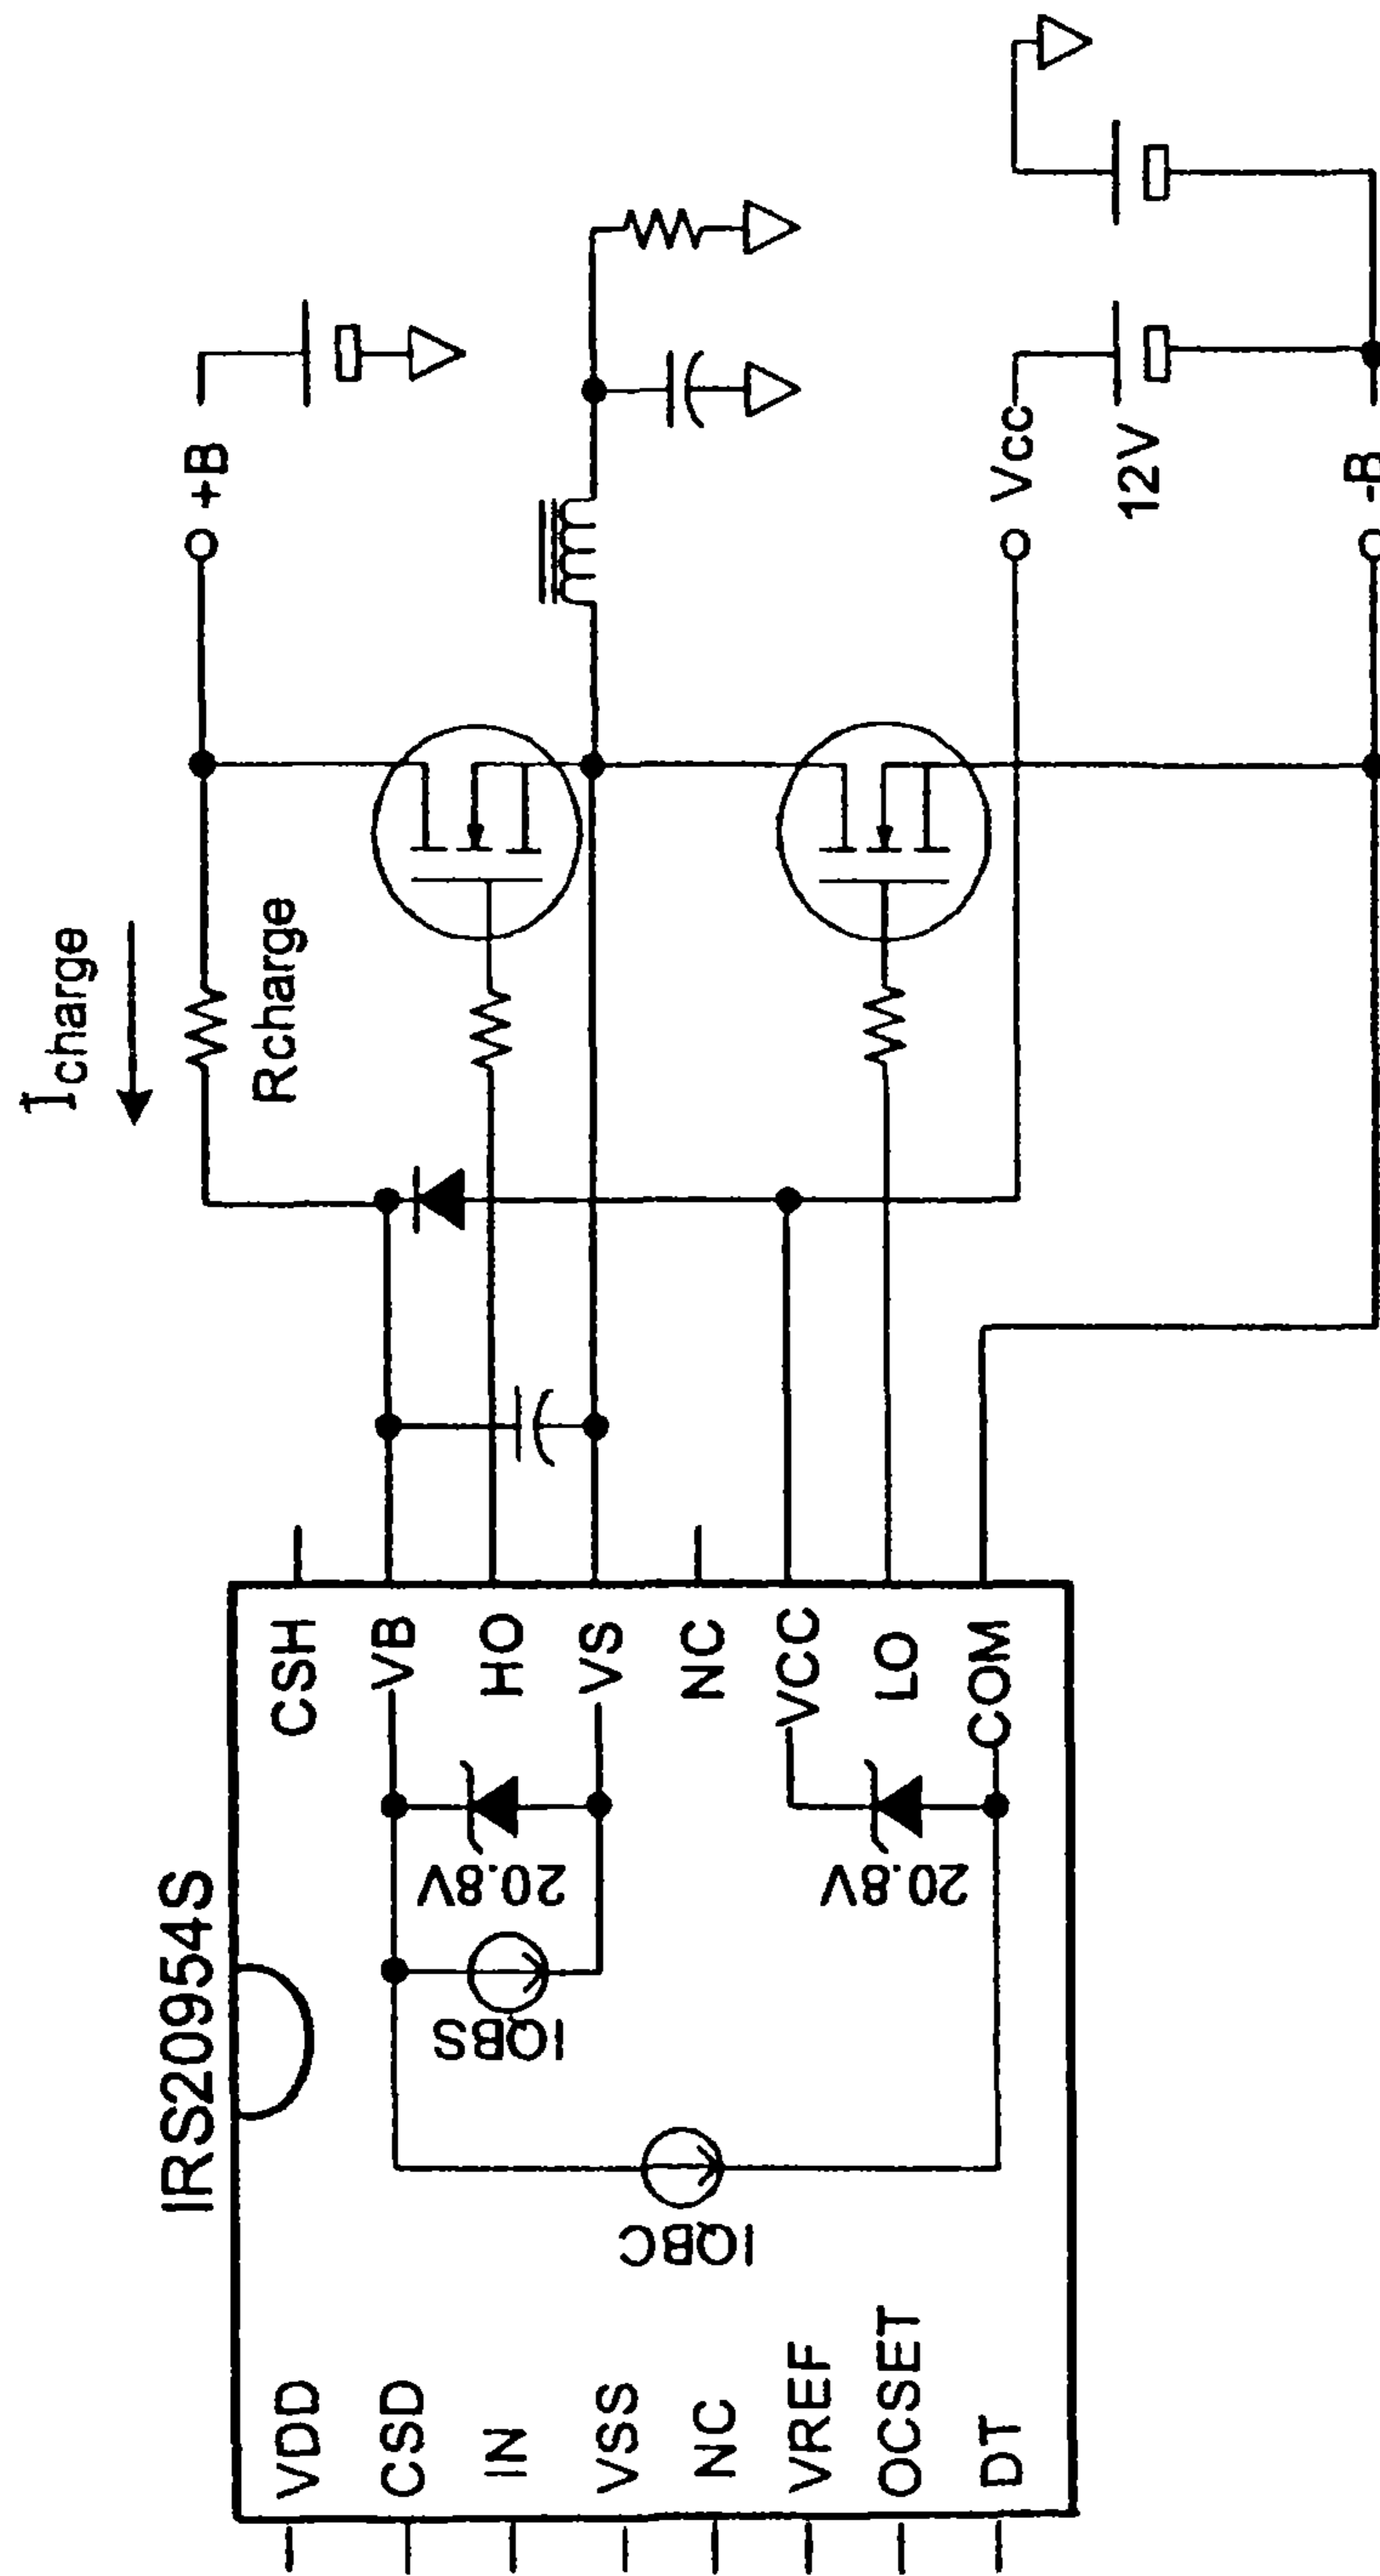 IRS20954S
VDD
CSD
IN
VSS
NC
VREF
OCSET
DT
CSH
VB
HO
VS
NC
VCC
LO
COM
IQBC
IQBS
20.8V
20.8V
Icharge
Rcharge
+B
Vcc
12V
-B